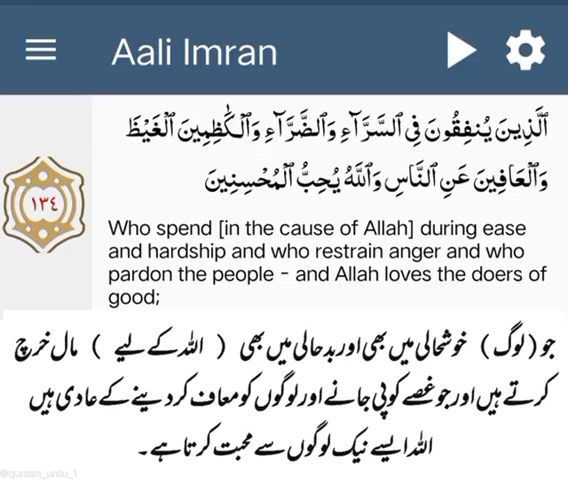 Aali Imran
ٱلَّذِينَ يُنفِقُونَ فِى ٱلسَّرَّآءِ وَٱلضَّرَّآءِ وَٱلْكَٰظِمِينَ ٱلْغَيْظَ
وَٱلْعَافِينَ عَنِ ٱلنَّاسِ وَٱللَّهُ يُحِبُّ ٱلْمُحْسِنِينَ
١٣٤
Who spend [in the cause of Allah] during ease
and hardship and who restrain anger and who
pardon the people - and Allah loves the doers of
good;
جو (لوگ) خوشحالی میں بھی اور بدحالی میں بھی ( اللہ کے لیے ) مال خرچ
کرتے ہیں اور جو غصے کو پی جانے اور لوگوں کو معاف کر دینے کے عادی ہیں
اللہ ایسے نیک لوگوں سے محبت کرتا ہے۔
@quraan_urdu_1